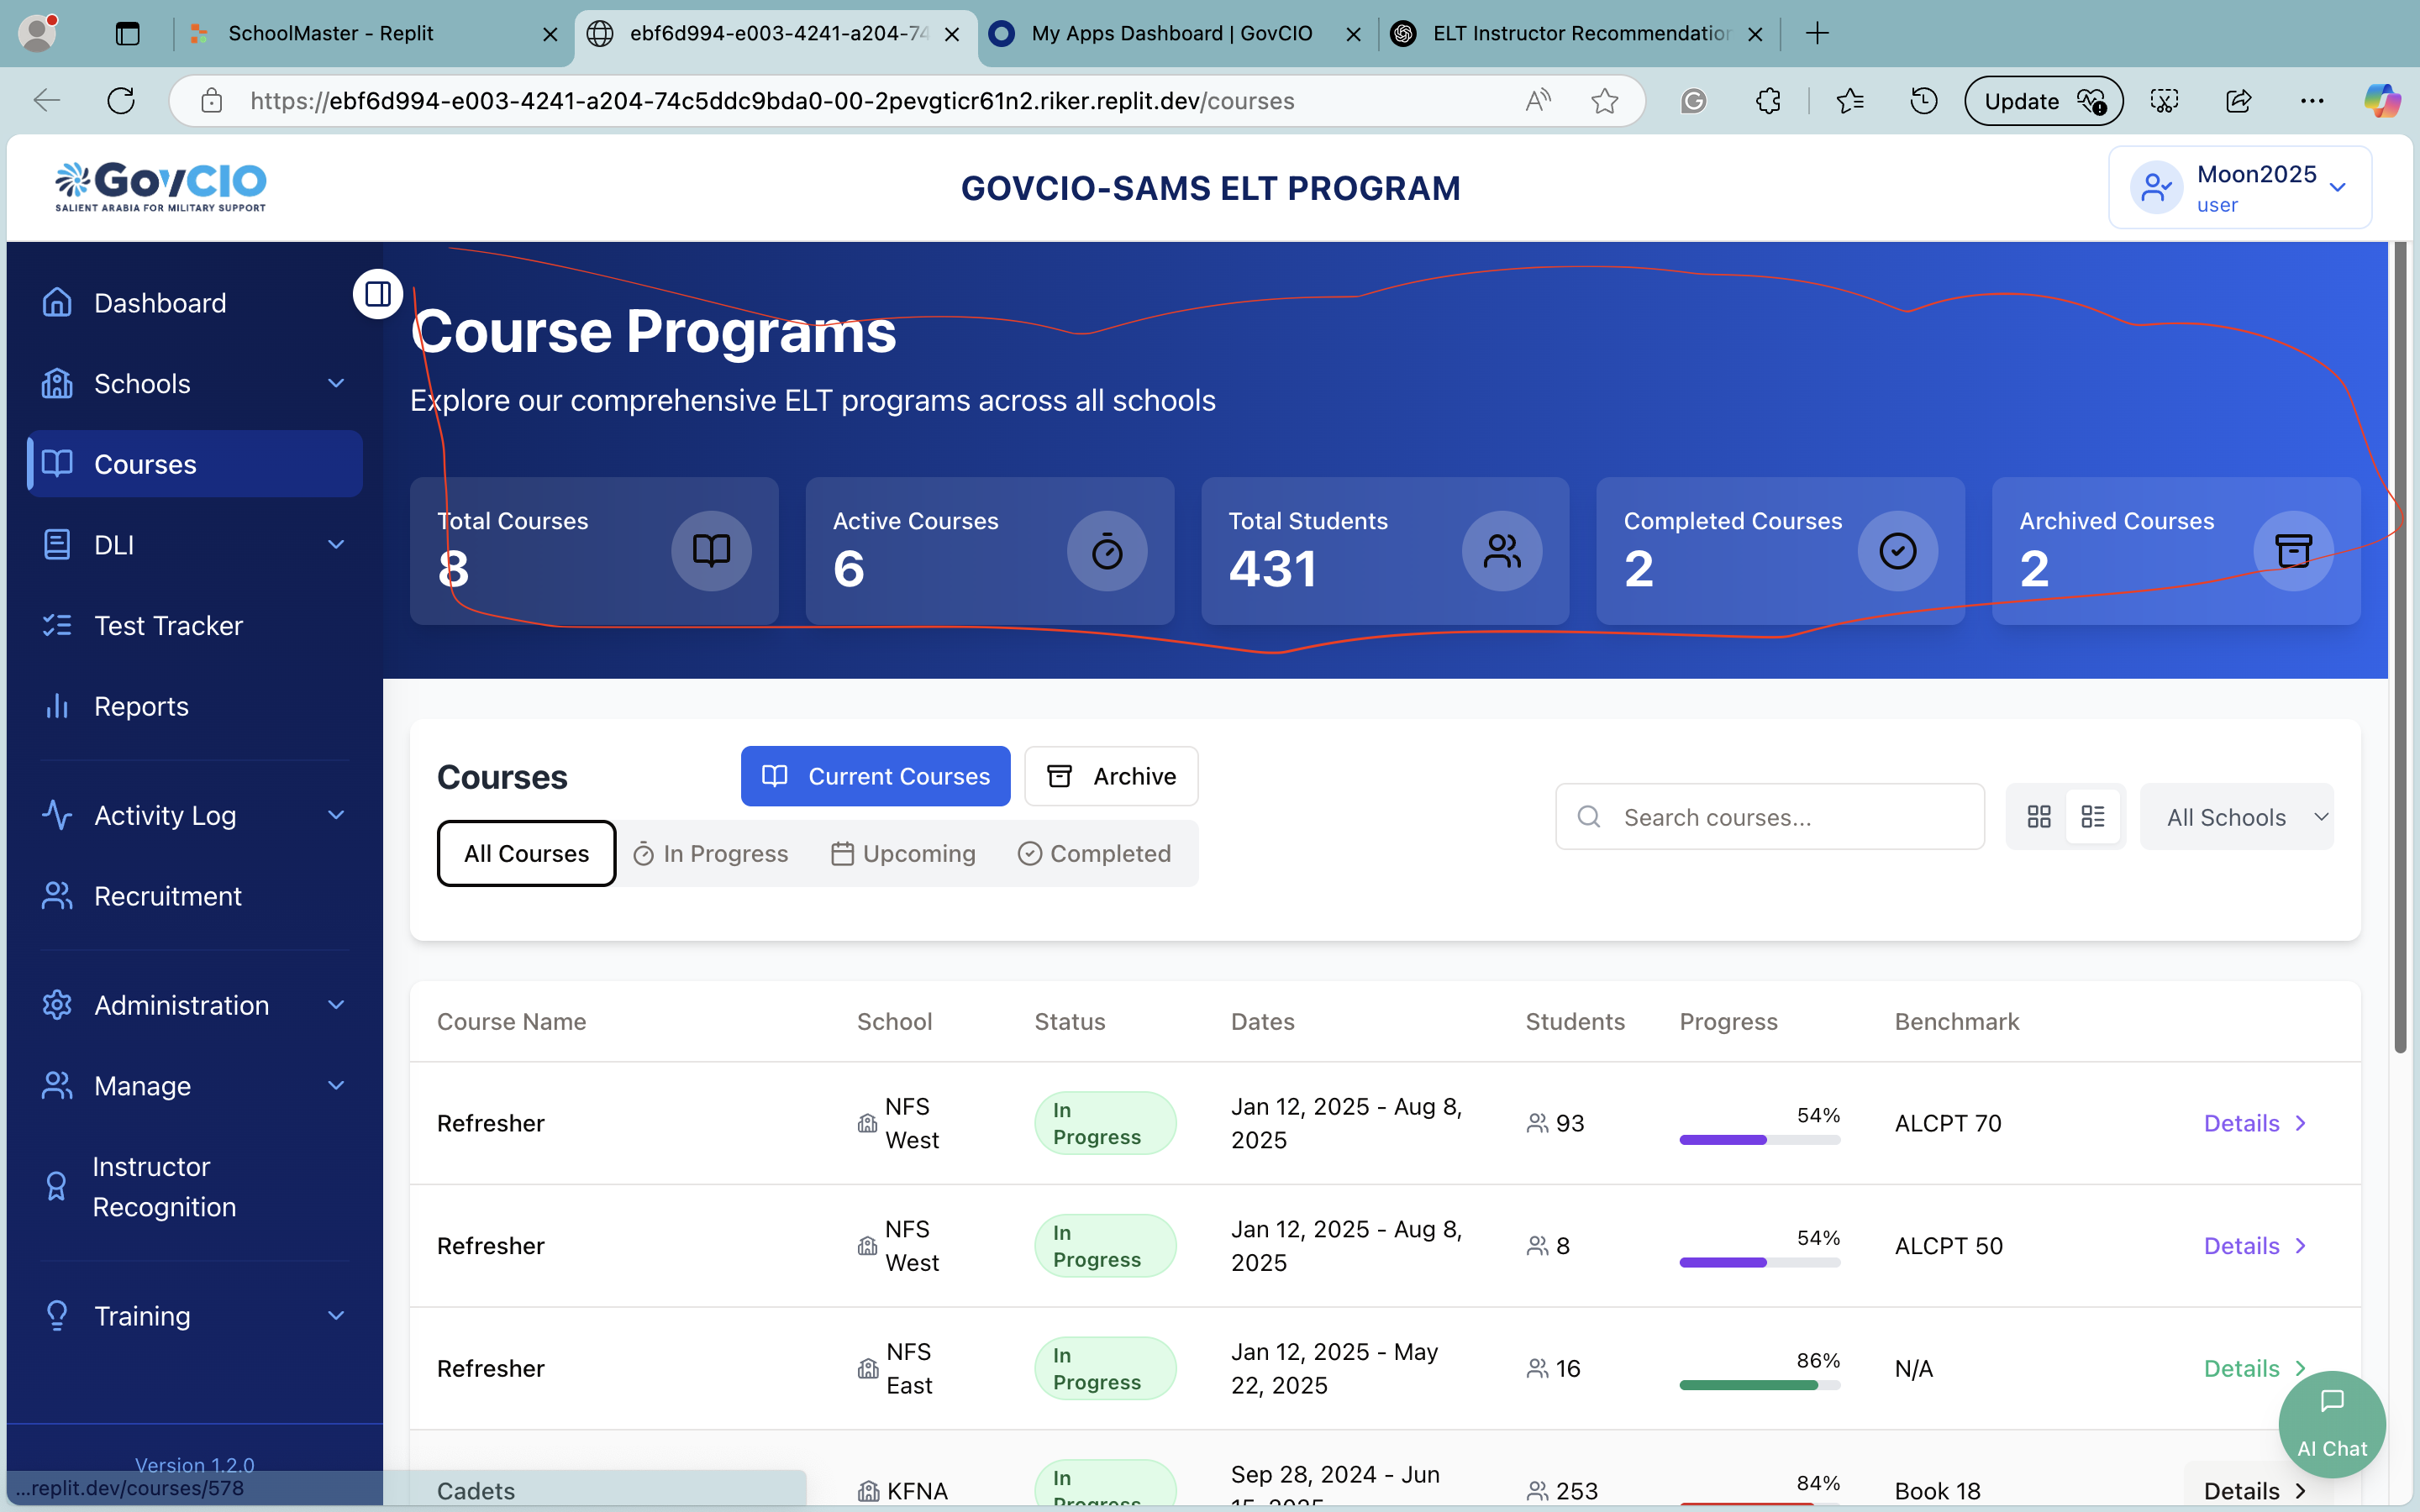 SchoolMaster - Replit
ebf6d994-e003-4241-a204-74
My Apps Dashboard | GovCIO
ELT Instructor Recommendation
https://ebf6d994-e003-4241-a204-74c5ddc9bda0-00-2pevgticr61n2.riker.replit.dev/courses
Update
GovCIO
SALIENT ARABIA FOR MILITARY SUPPORT
GOVCIO-SAMS ELT PROGRAM
Moon2025
user
Dashboard
Schools
Courses
DLI
Test Tracker
Reports
Activity Log
Recruitment
Administration
Manage
Instructor
Recognition
Training
Version 1.2.0
...replit.dev/courses/578
Course Programs
Explore our comprehensive ELT programs across all schools
Total Courses
8
Active Courses
6
Total Students
431
Completed Courses
2
Archived Courses
2
Courses
Current Courses
Archive
All Courses
In Progress
Upcoming
Completed
Search courses...
All Schools
Course Name School Status Dates Students Progress Benchmark
Refresher NFS West In Progress Jan 12, 2025 - Aug 8, 2025 93 54% ALCPT 70 Details
Refresher NFS West In Progress Jan 12, 2025 - Aug 8, 2025 8 54% ALCPT 50 Details
Refresher NFS East In Progress Jan 12, 2025 - May 22, 2025 16 86% N/A Details
Cadets KFNA In Progress Sep 28, 2024 - Jun 15, 2025 253 84% Book 18 Details
AI Chat